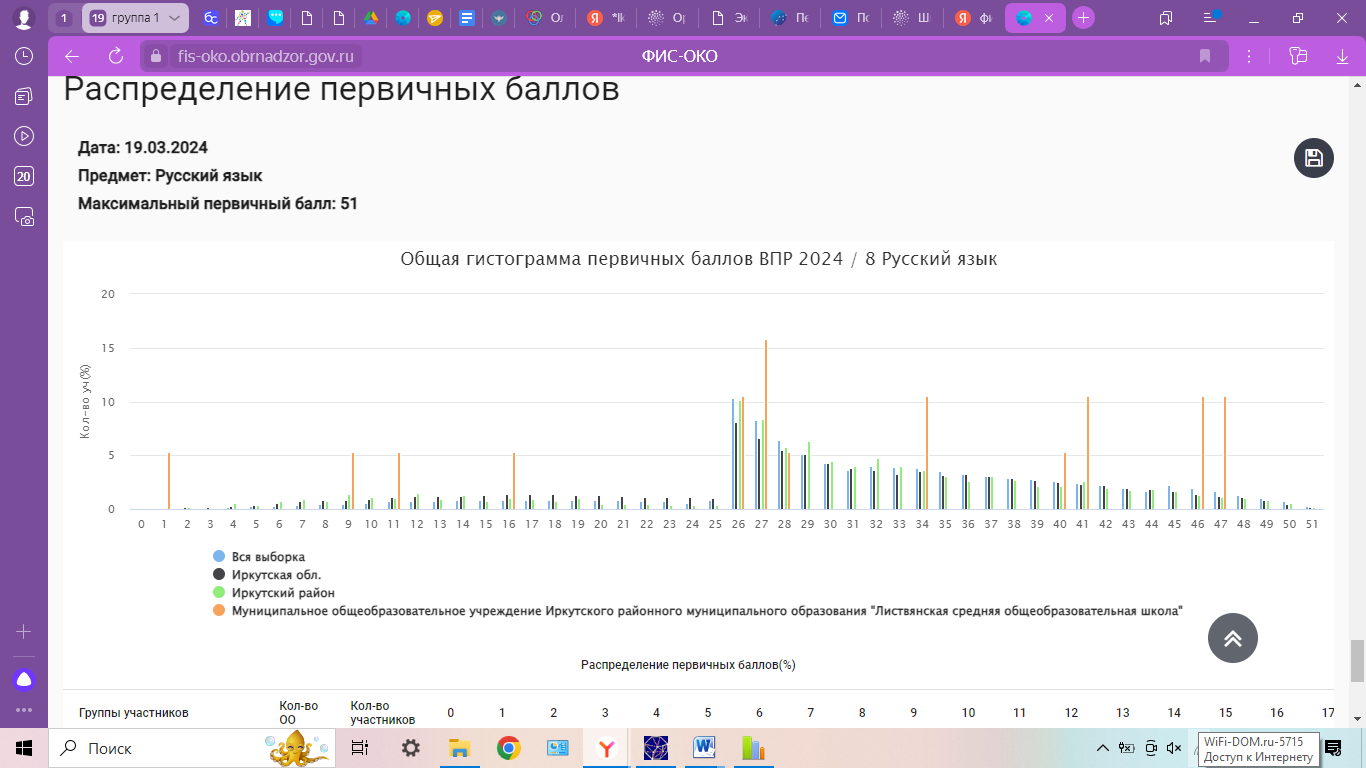 1
19 группа 1
Ол
*Ik
Ор
Эк
Пе
По
Ш
фи
fis-oko.obrnadzor.gov.ru
ФИС-ОКО
20
Распределение первичных баллов
Дата: 19.03.2024
Предмет: Русский язык
Максимальный первичный балл: 51
Общая гистограмма первичных баллов ВПР 2024 / 8 Русский язык
Кол-во уч(%)
20
15
10
5
0
0 1 2 3 4 5 6 7 8 9 10 11 12 13 14 15 16 17 18 19 20 21 22 23 24 25 26 27 28 29 30 31 32 33 34 35 36 37 38 39 40 41 42 43 44 45 46 47 48 49 50 51
Вся выборка
Иркутская обл.
Иркутский район
Муниципальное общеобразовательное учреждение Иркутского районного муниципального образования "Листвянская средняя общеобразовательная школа"
Распределение первичных баллов(%)
Группы участников Кол-во ОО Кол-во участников 0 1 2 3 4 5 6 7 8 9 10 11 12 13 14 15 16 17
Поиск
WiFi-DOM.ru-5715
Доступ к Интернету